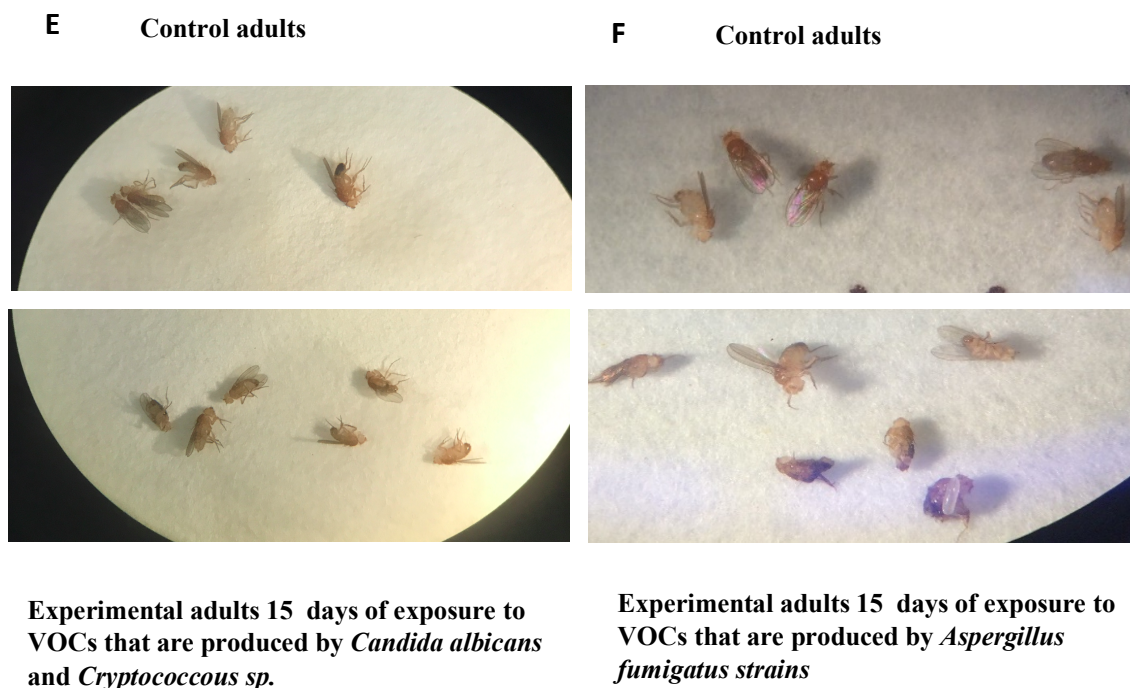 E
Control adults
F
Control adults
Experimental adults 15 days of exposure to
VOCs that are produced by Candida albicans
and Cryptococcous sp.
Experimental adults 15 days of exposure to
VOCs that are produced by Aspergillus
fumigatus strains